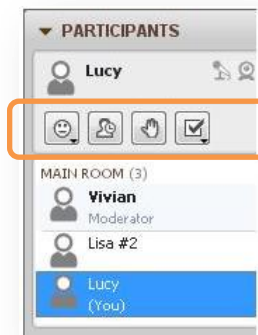 PARTICIPANTS
Lucy
MAIN ROOM (3)
Vivian
Moderator
Lisa #2
Lucy
(You)